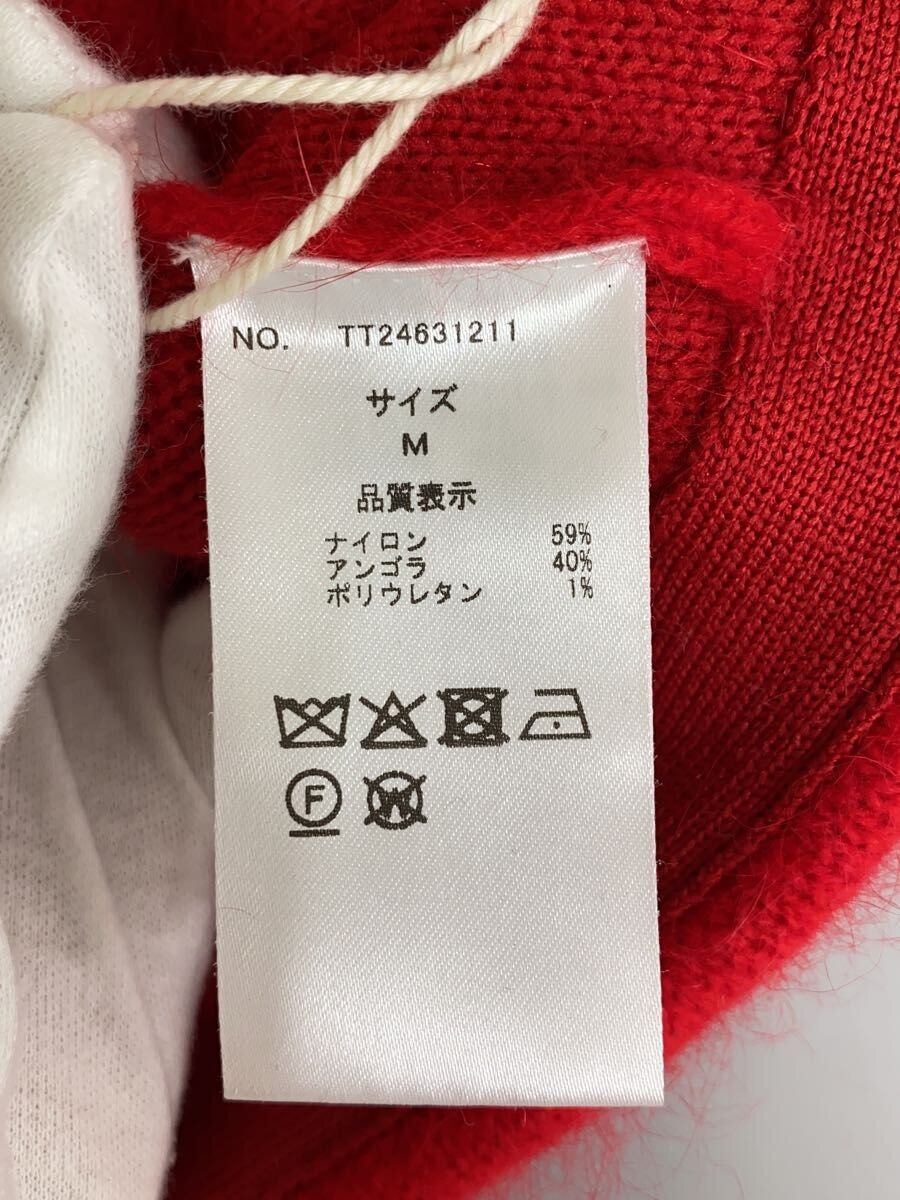 NO. TT24631211
サイズ
M
品質表示
ナイロン 59%
アンゴラ 40%
ポリウレタン 1%
F W